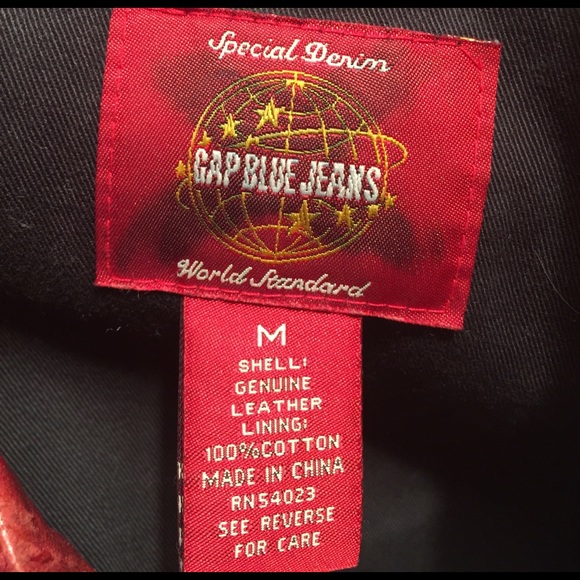 Special Denim
GAP BLUE JEANS
World Standard
M
SHELL:
GENUINE
LEATHER
LINING:
100%COTTON
MADE IN CHINA
RN54023
SEE REVERSE
FOR CARE